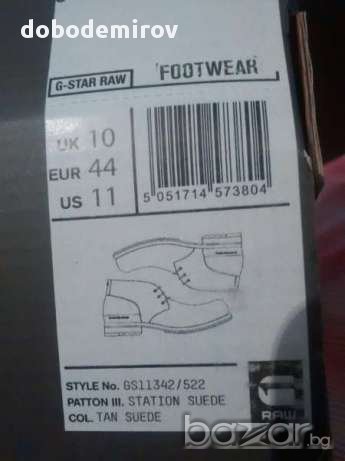 dobodemirov
G-STAR RAW
FOOTWEAR
UK 10
EUR 44
US 11
5 051714 573804
STYLE No. GS11342/522
PATTON III. STATION SUEDE
COL. TAN SUEDE
RAW
базар.bg